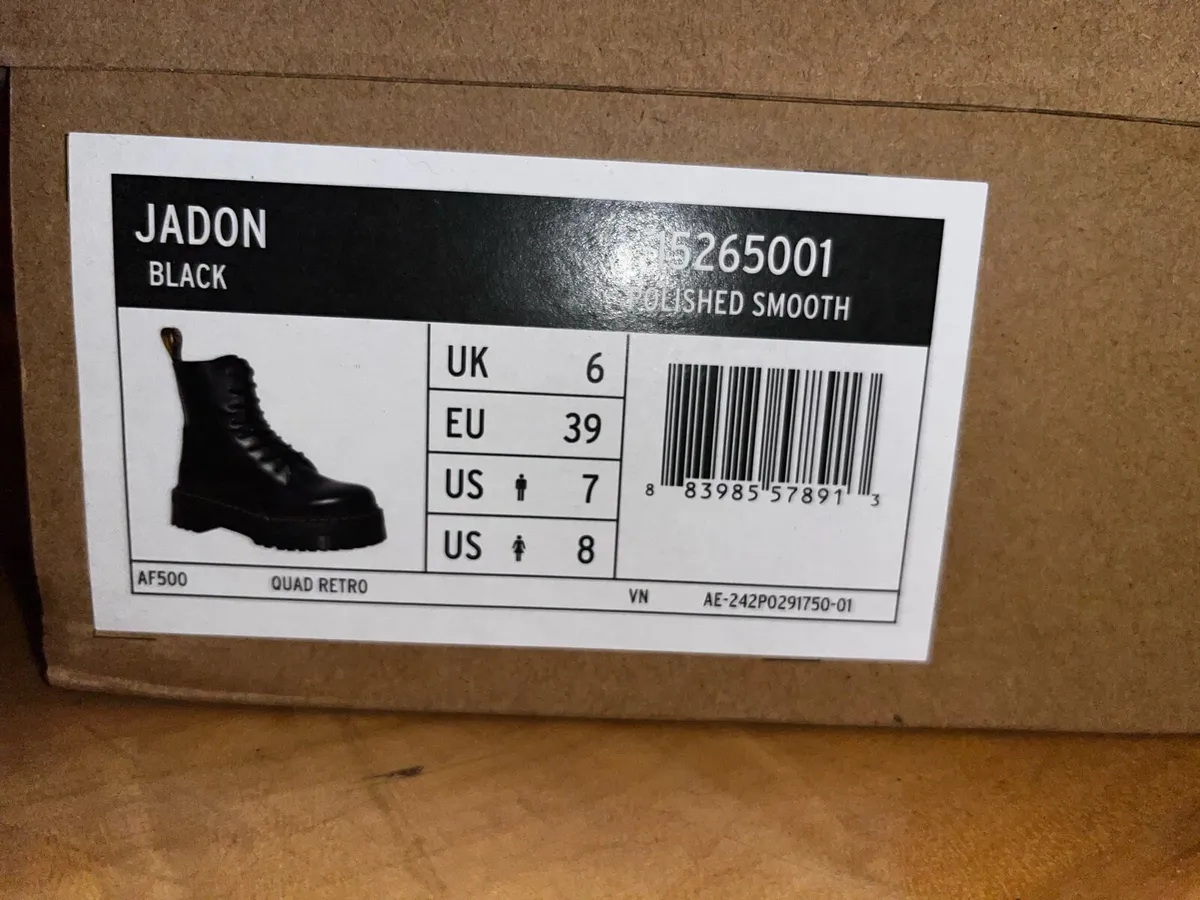 JADON
BLACK
15265001
POLISHED SMOOTH
UK 6
EU 39
US 7
US 8
8 83985 57891 3
AF500 QUAD RETRO VN AE-242P0291750-01